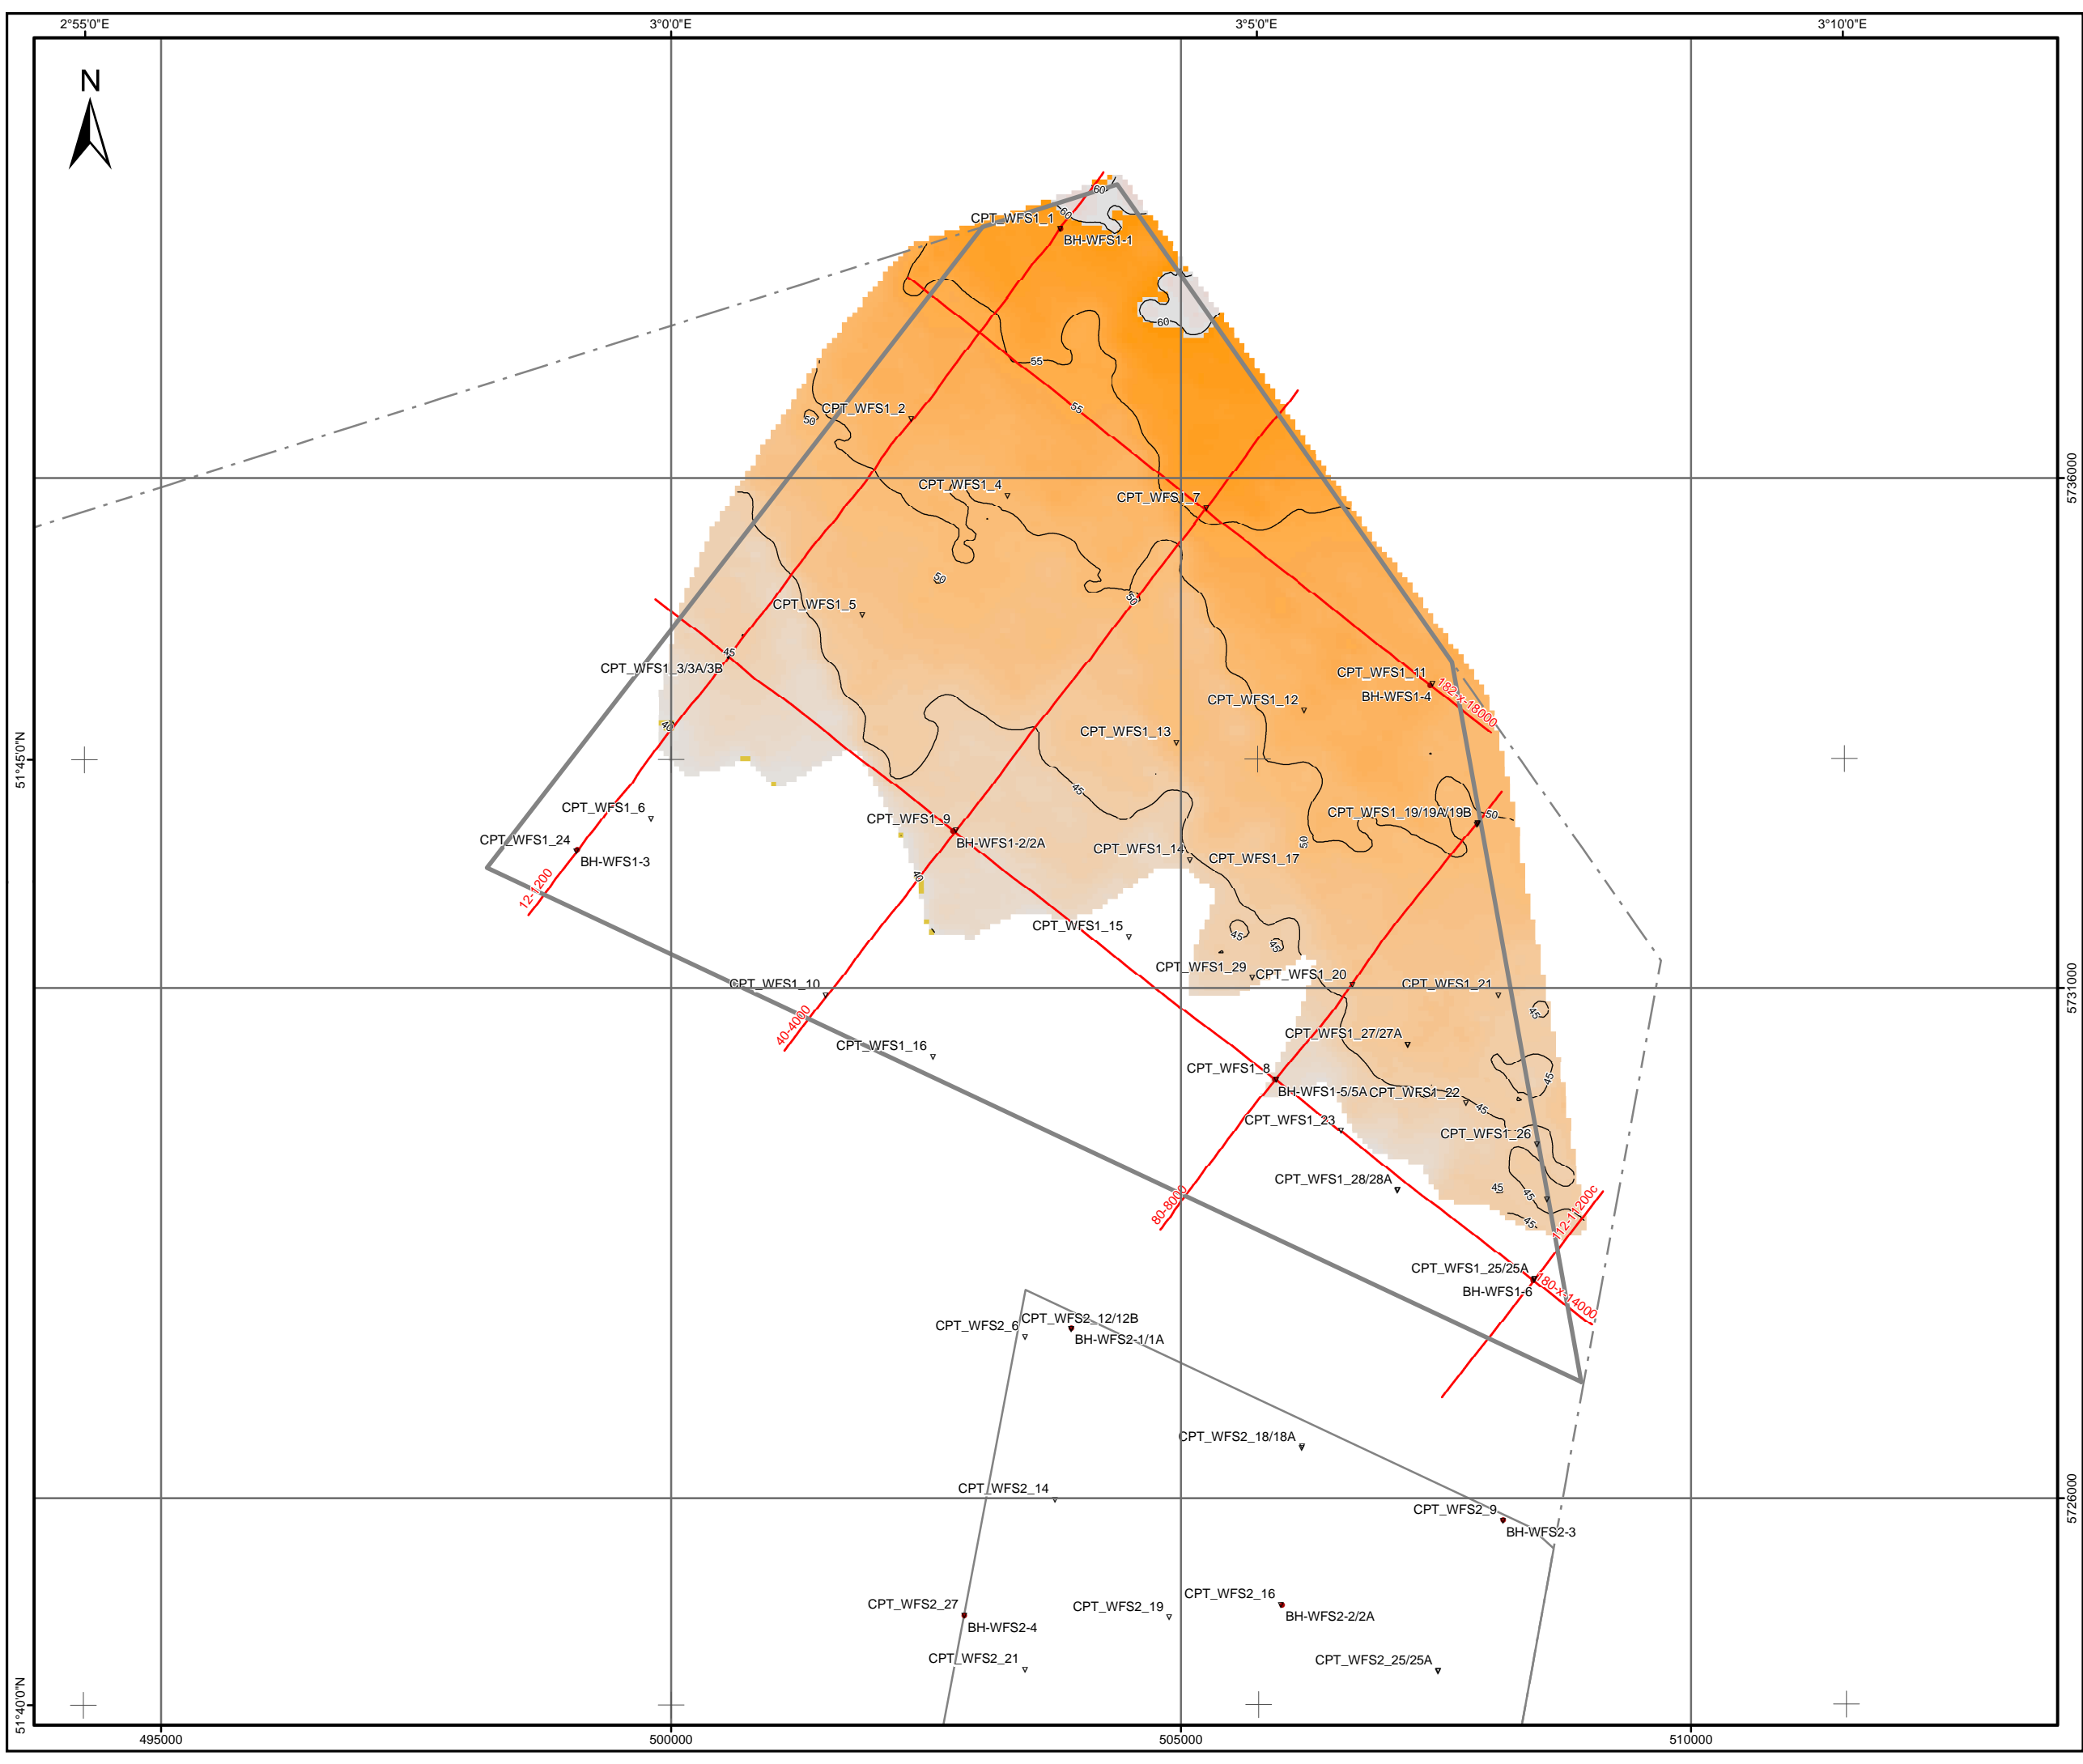 2°55'0"E 3°0'0"E 3°5'0"E 3°10'0"E
N
60
60
CPT_WFS1_1
BH-WFS1-1
60
55
55
CPT_WFS1_2
50
CPT_WFS1_4
CPT_WFS1_7
5736000
50
50
CPT_WFS1_5
45
CPT_WFS1_3/3A/3B
CPT_WFS1_11
BH-WFS1-4
182-x-18000
CPT_WFS1_12
40
CPT_WFS1_13
51°45'0"N
45
CPT_WFS1_6
CPT_WFS1_9
CPT_WFS1_19/19A/19B
50
CPT_WFS1_24
BH-WFS1-3
BH-WFS1-2/2A
50
CPT_WFS1_14
CPT_WFS1_17
12-1200
40
CPT_WFS1_15
45
45
CPT_WFS1_29
CPT_WFS1_20
CPT_WFS1_10
CPT_WFS1_21
5731000
45
40-4000
CPT_WFS1_27/27A
CPT_WFS1_16
CPT_WFS1_8
45
BH-WFS1-5/5A
CPT_WFS1_22
45
CPT_WFS1_23
CPT_WFS1_26
CPT_WFS1_28/28A
45
45
80-8000
112-11200c
45
CPT_WFS1_25/25A
BH-WFS1-6
180-x-14000
CPT_WFS2_6
CPT_WFS2_12/12B
BH-WFS2-1/1A
CPT_WFS2_18/18A
CPT_WFS2_14
5726000
CPT_WFS2_9
BH-WFS2-3
CPT_WFS2_27
BH-WFS2-4
CPT_WFS2_19
CPT_WFS2_16
BH-WFS2-2/2A
CPT_WFS2_21
CPT_WFS2_25/25A
51°40'0"N
495000 500000 505000 510000